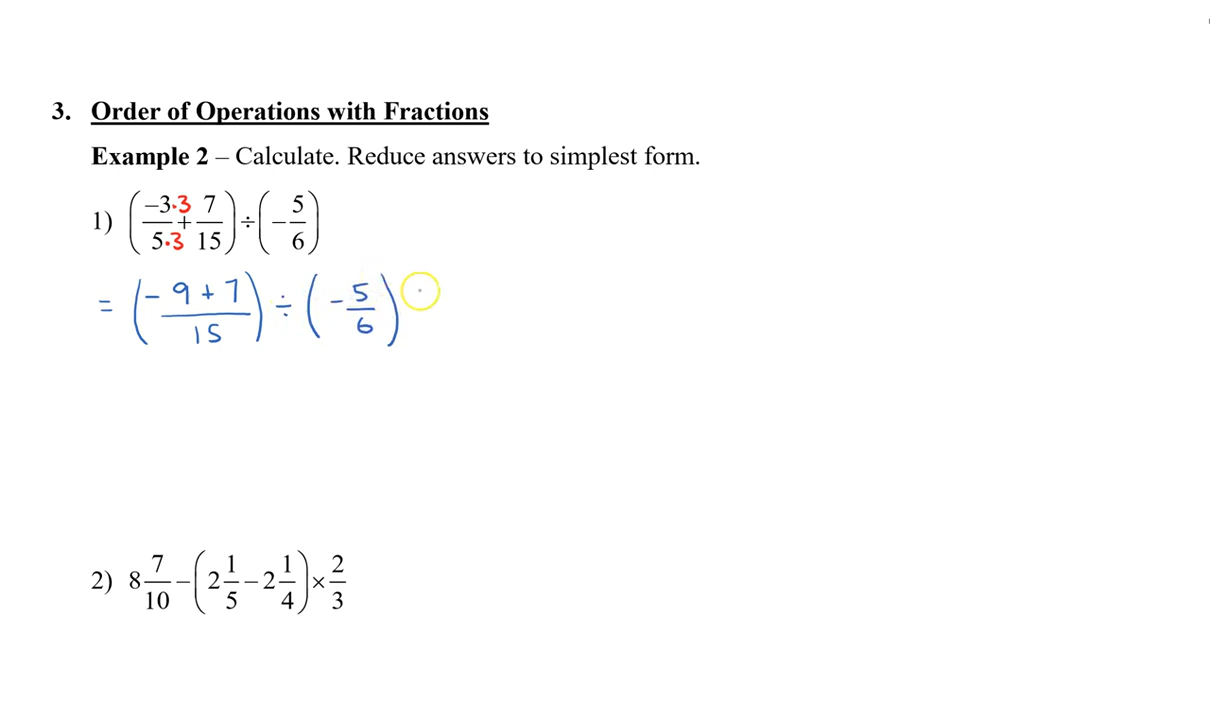 3. Order of Operations with Fractions
Example 2 – Calculate. Reduce answers to simplest form.
1) (−3·3/5·3 + 7/15) ÷ (−5/6)
= (−9+7/15) ÷ (−5/6)
2) 8 7/10 − (2 1/5 − 2 1/4) × 2/3